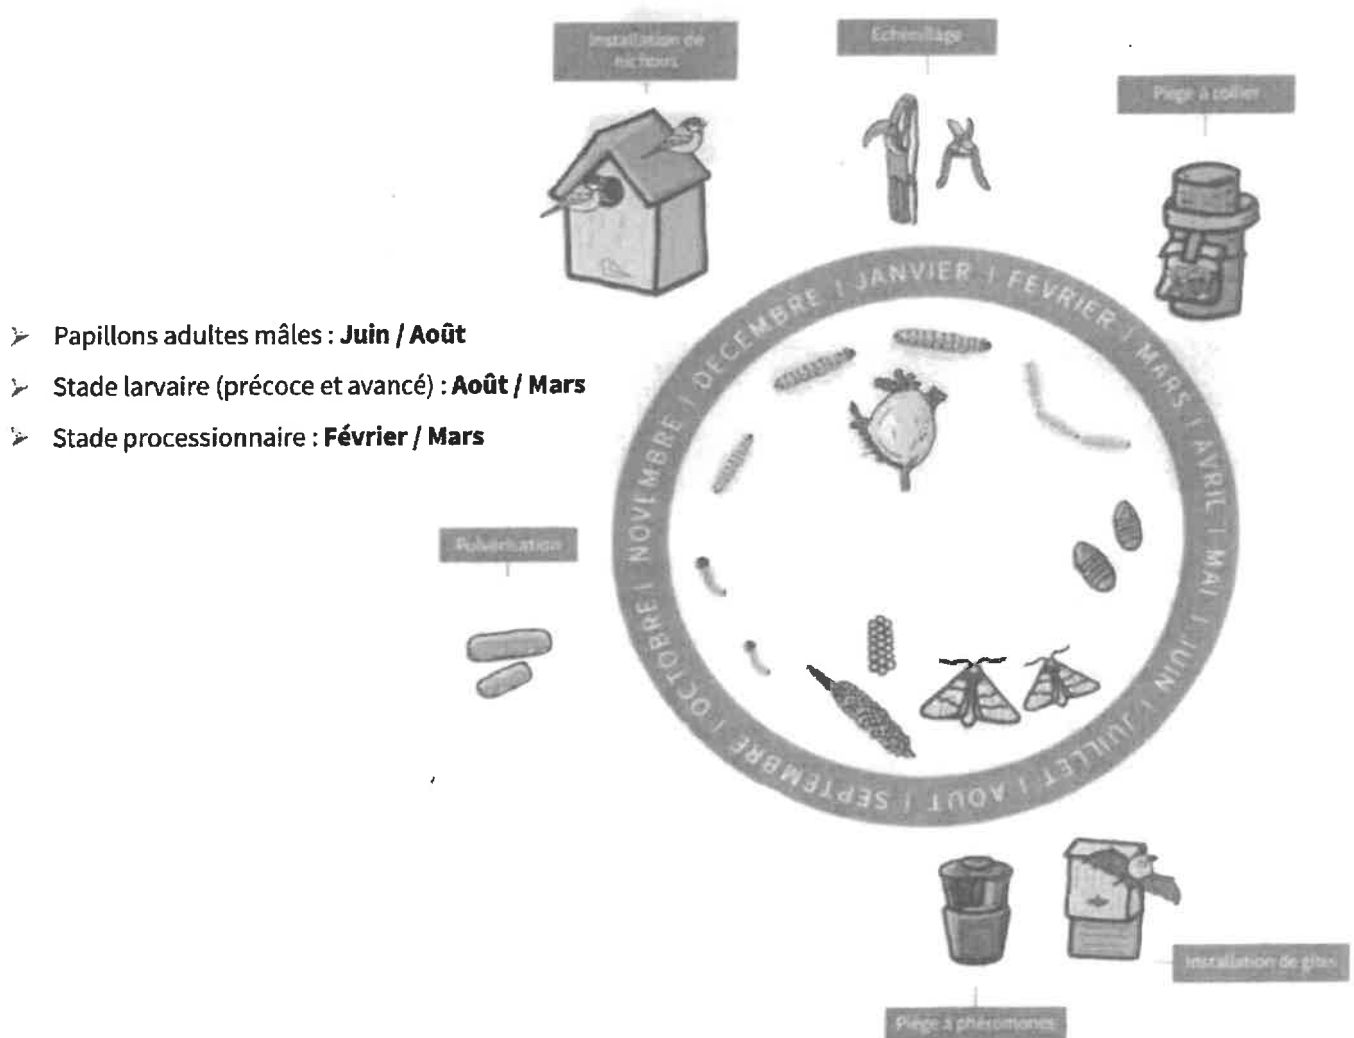 Installation de
nichoirs
Echenillage
Piège à collier
JANVIER | FÉVRIER | MARS | AVRIL | MAI | JUIN | JUILLET | AOUT | SEPTEMBRE | OCTOBRE | NOVEMBRE | DECEMBRE |
➢ Papillons adultes mâles : Juin / Août
➢ Stade larvaire (précoce et avancé) : Août / Mars
➢ Stade processionnaire : Février / Mars
Pulvérisation
Installation de gîtes
Piège à phéromones